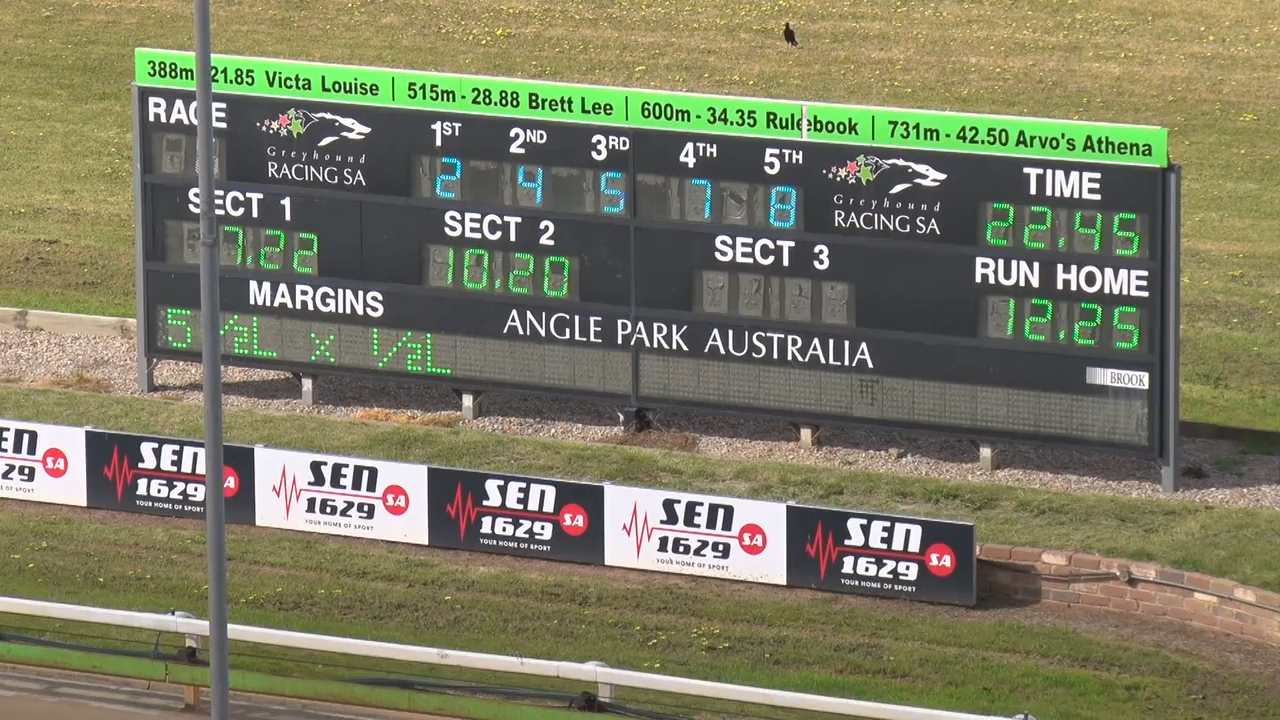 388m 21.85 Victa Louise | 515m - 28.88 Brett Lee | 600m - 34.35 Rulebook | 731m - 42.50 Arvo's Athena
RACE
Greyhound
RACING SA
1ST 2ND 3RD 4TH 5TH
2 4 5 7 8
Greyhound
RACING SA
TIME
22.45
SECT 1
7.22
SECT 2
10.20
SECT 3
RUN HOME
12.25
MARGINS
ANGLE PARK AUSTRALIA
5 1/2L x 1/2L
BROOK
EN
29 SA
SEN
1629 SA
YOUR HOME OF SPORT
SEN
1629 SA
YOUR HOME OF SPORT
SEN
1629 SA
YOUR HOME OF SPORT
SEN
1629 SA
YOUR HOME OF SPORT
SEN
1629 SA
YOUR HOME OF SPORT